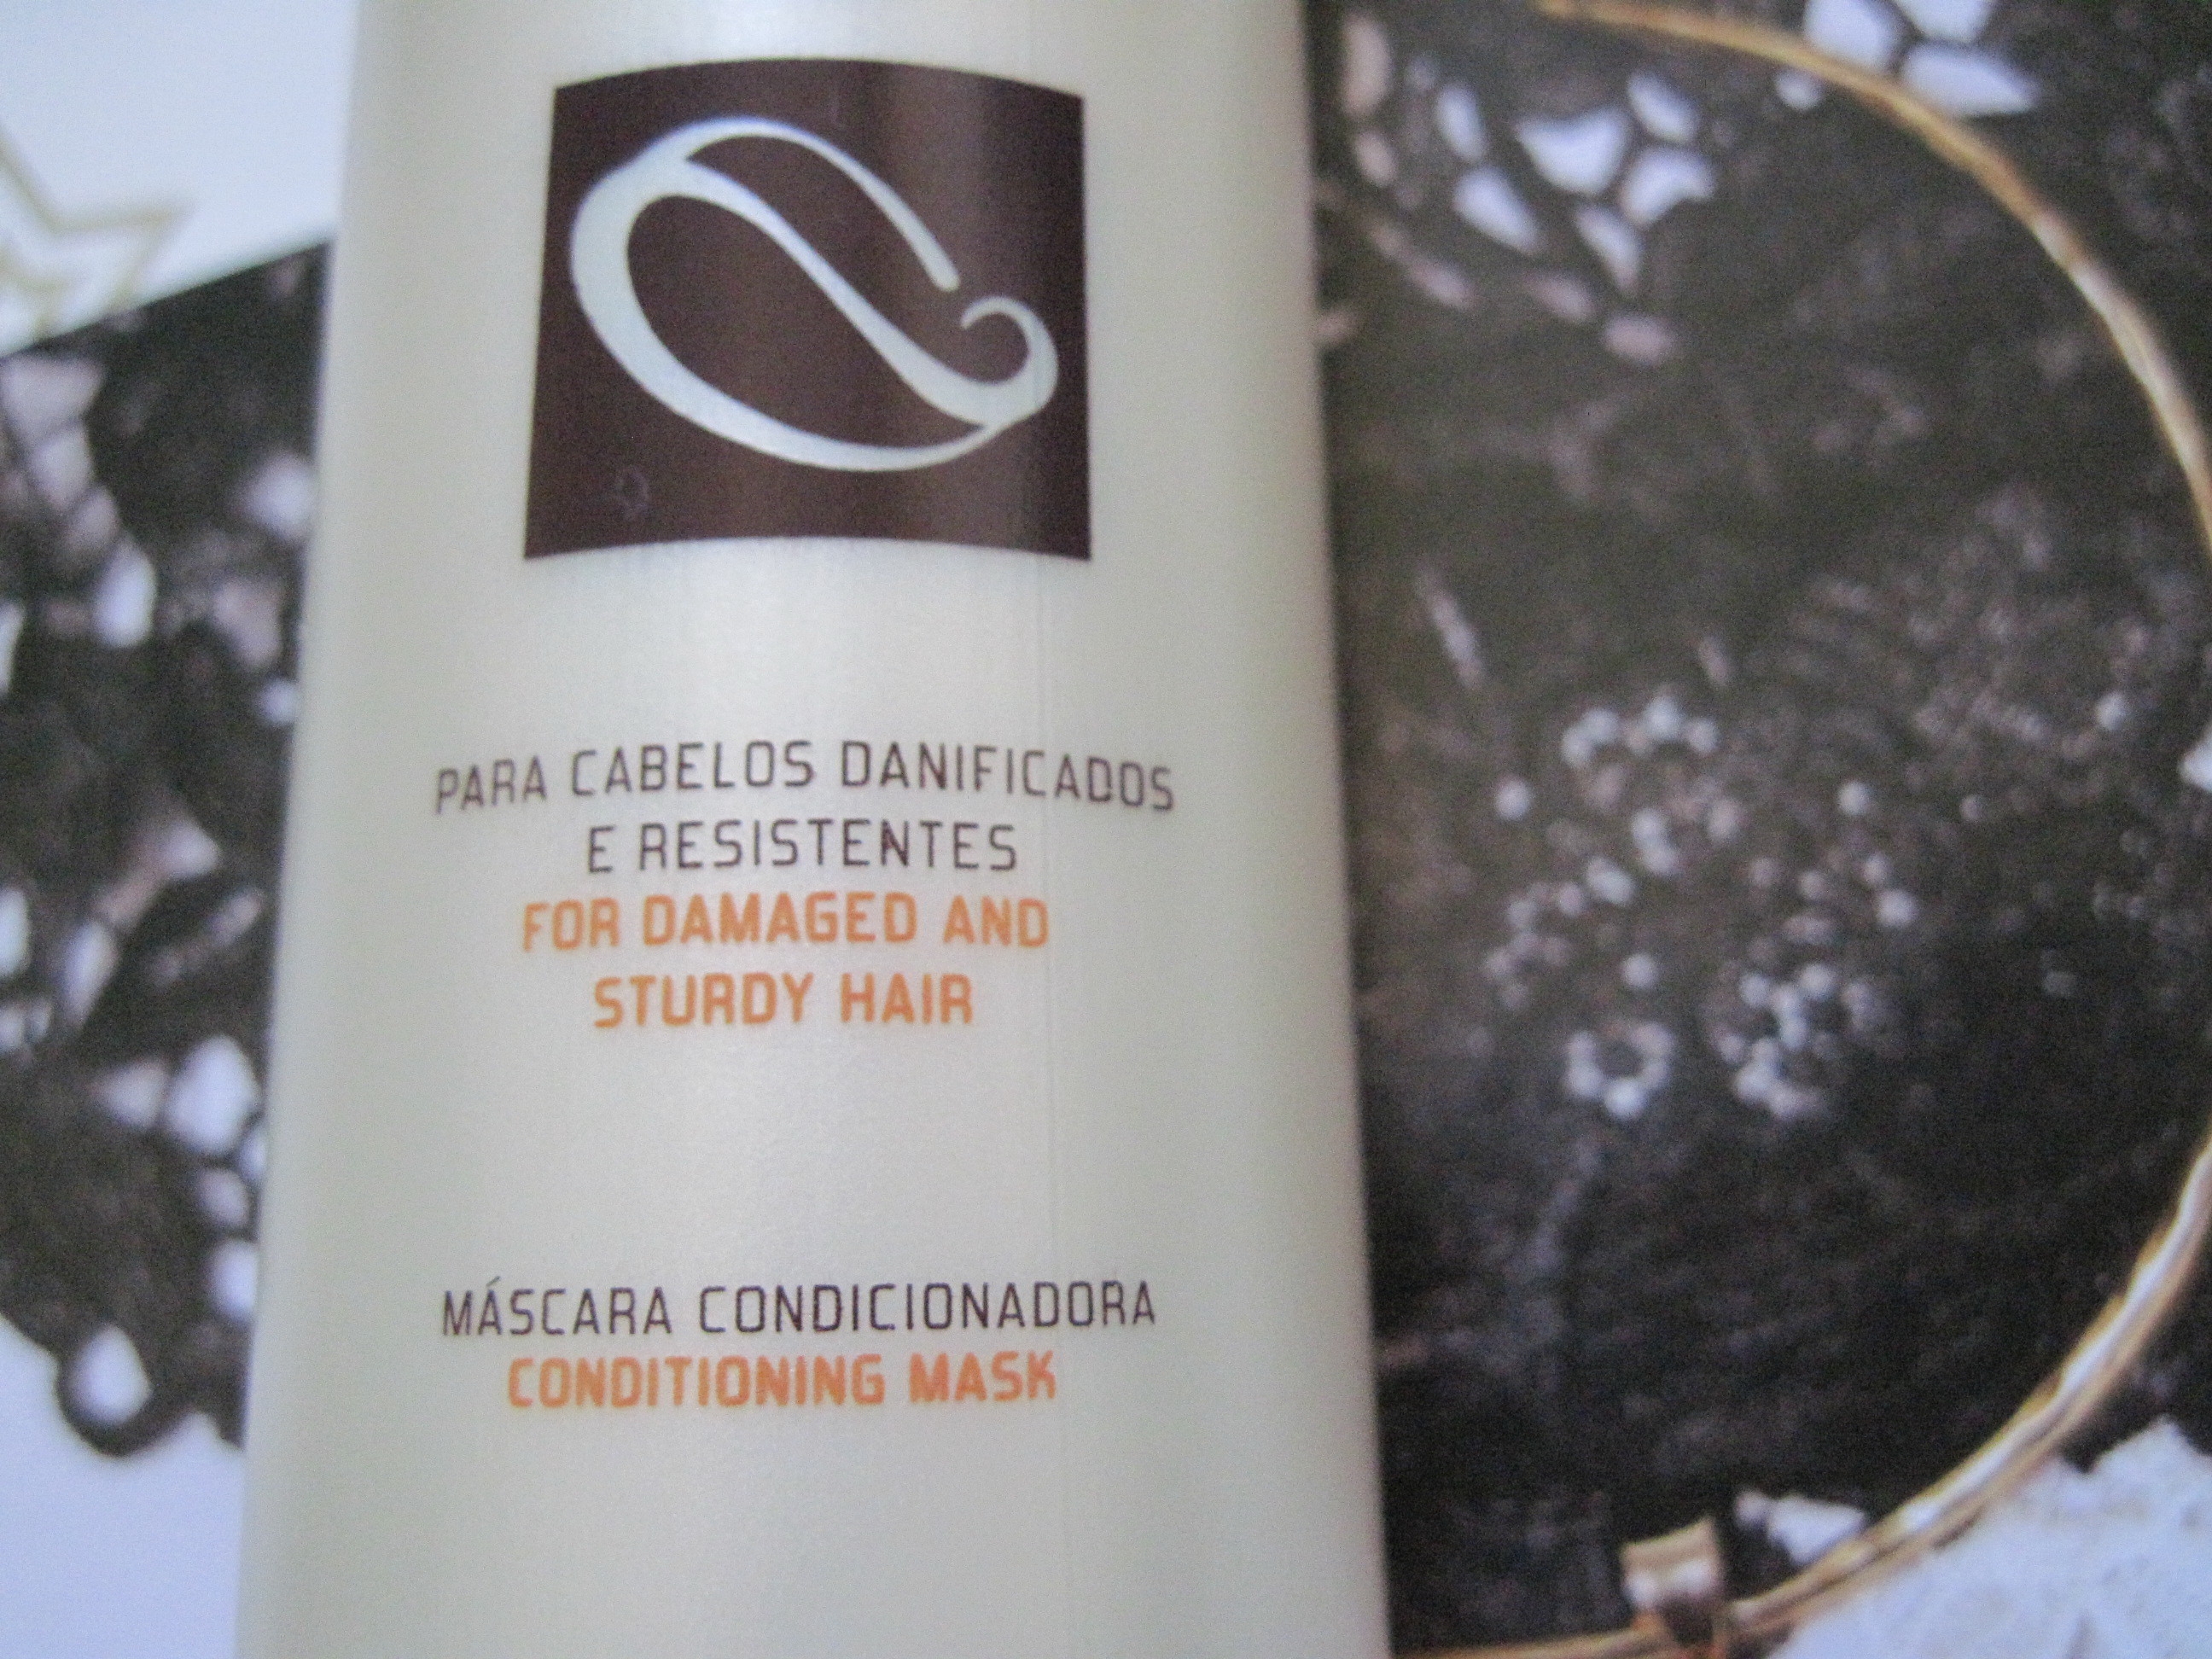 PARA CABELOS DANIFICADOS
E RESISTENTES
FOR DAMAGED AND
STURDY HAIR
MÁSCARA CONDICIONADORA
CONDITIONING MASK